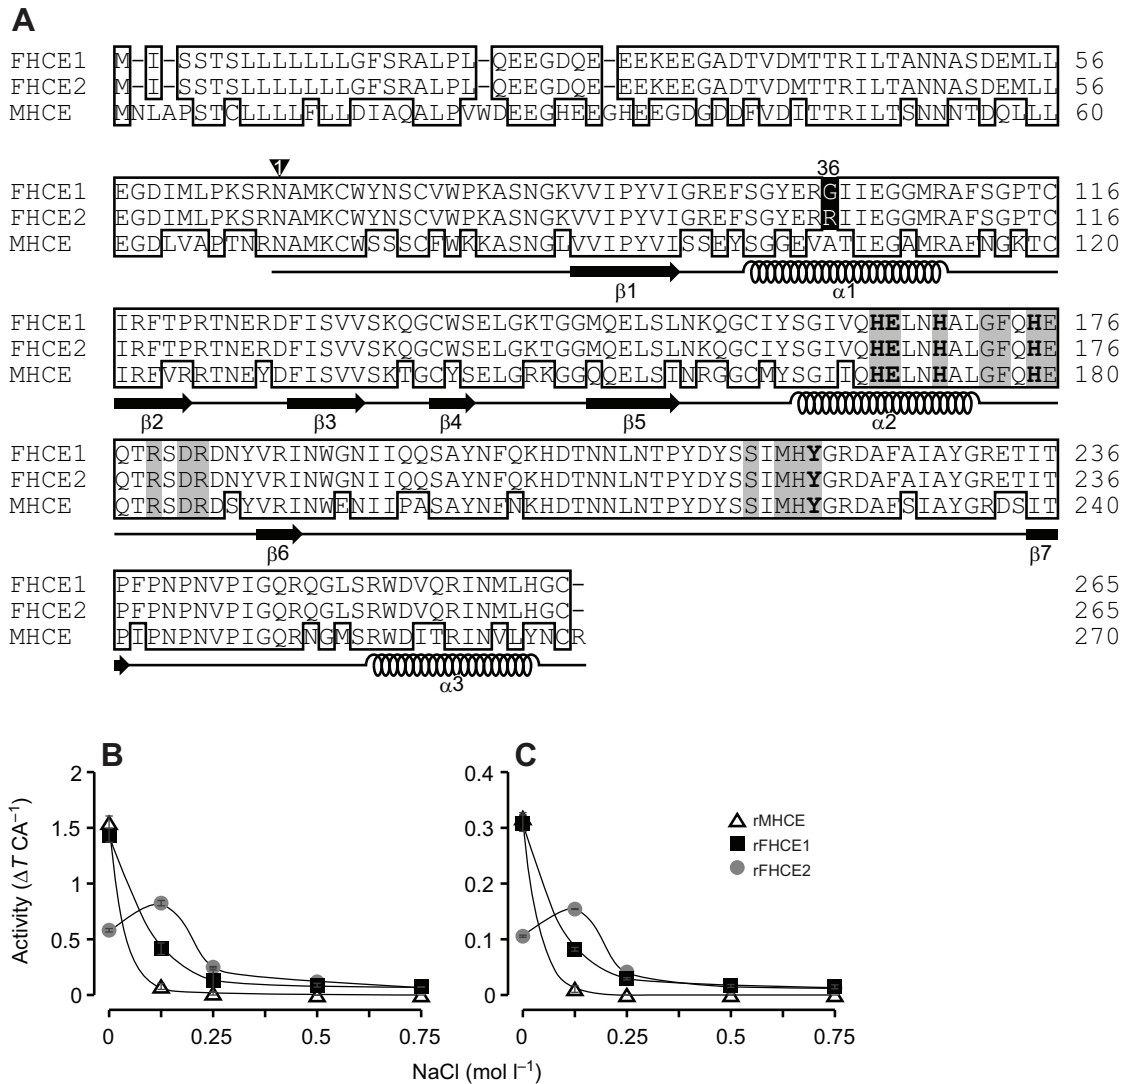 A
FHCE1 M-I-SSTSLLLLLLLGFSRALPL-QEEGDQE-EEKEEGADTVDMTTRILTANNASDEMLL 56
FHCE2 M-I-SSTSLLLLLLLGFSRALPL-QEEGDQE-EEKEEGADTVDMTTRILTANNASDEMLL 56
MHCE MNLAPSTCLLLLFLLDIAQALPVWDEEGHEEGHEEGDGDDFVDITTRILTSNNNTDQLLL 60
1 36
FHCE1 EGDIMLPKSRNAMKCWYNSCVWPKASNGKVVIPYVIGREFSGYERGIIEGGMRAFSGPTC 116
FHCE2 EGDIMLPKSRNAMKCWYNSCVWPKASNGKVVIPYVIGREFSGYERRIIEGGMRAFSGPTC 116
MHCE EGDLVAPTNRNAMKCWSSSCFWKKASNGLVVIPYVISSEYSGGEVATIEGAMRAFNGKTC 120
β1 α1
FHCE1 IRFTPRTNERDFISVVSKQGCWSELGKTGGMQELSLNKQGCIYSGIVQHELNHALGFQHE 176
FHCE2 IRFTPRTNERDFISVVSKQGCWSELGKTGGMQELSLNKQGCIYSGIVQHELNHALGFQHE 176
MHCE IRFVRRTNEYDFISVVSKTGCYSELGRKGGQQELSINRGGCMYSGIIQHELNHALGFQHE 180
β2 β3 β4 β5 α2
FHCE1 QTRSDRDNYVRINWGNIIQQSAYNFQKHDTNNLNTPYDYSSIMHYGRDAFAIAYGRETIT 236
FHCE2 QTRSDRDNYVRINWGNIIQQSAYNFQKHDTNNLNTPYDYSSIMHYGRDAFAIAYGRETIT 236
MHCE QTRSDRDSYVRINWENIIPASAYNFNKHDTNNLNTPYDYSSIMHYGRDAFSIAYGRDSIT 240
β6 β7
FHCE1 PFPNPNVPIGQRQGLSRWDVQRINMLHGC- 265
FHCE2 PFPNPNVPIGQRQGLSRWDVQRINMLHGC- 265
MHCE PIPNPNVPIGQRNGMSRWDITRINVLYNCR 270
α3
B
C
2
1.5
1
0.5
0
Activity (ΔT CA⁻¹)
0 0.25 0.5 0.75
0.4
0.3
0.2
0.1
0
0 0.25 0.50 0.75
rMHCE
rFHCE1
rFHCE2
NaCl (mol l⁻¹)